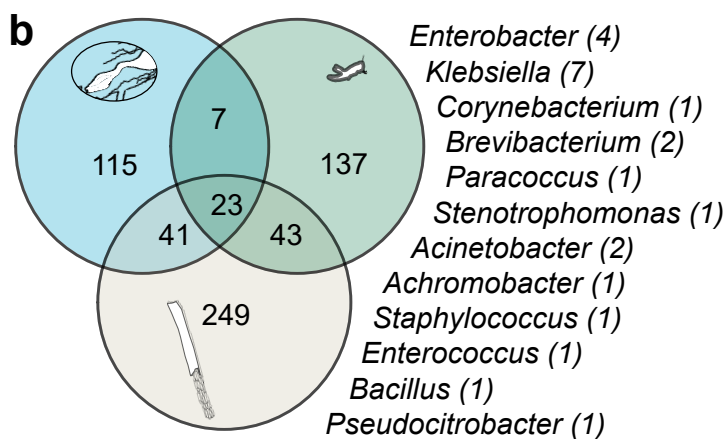 b
Enterobacter (4)
Klebsiella (7)
Corynebacterium (1)
Brevibacterium (2)
Paracoccus (1)
Stenotrophomonas (1)
Acinetobacter (2)
Achromobacter (1)
Staphylococcus (1)
Enterococcus (1)
Bacillus (1)
Pseudocitrobacter (1)
7
115
137
23
41
43
249